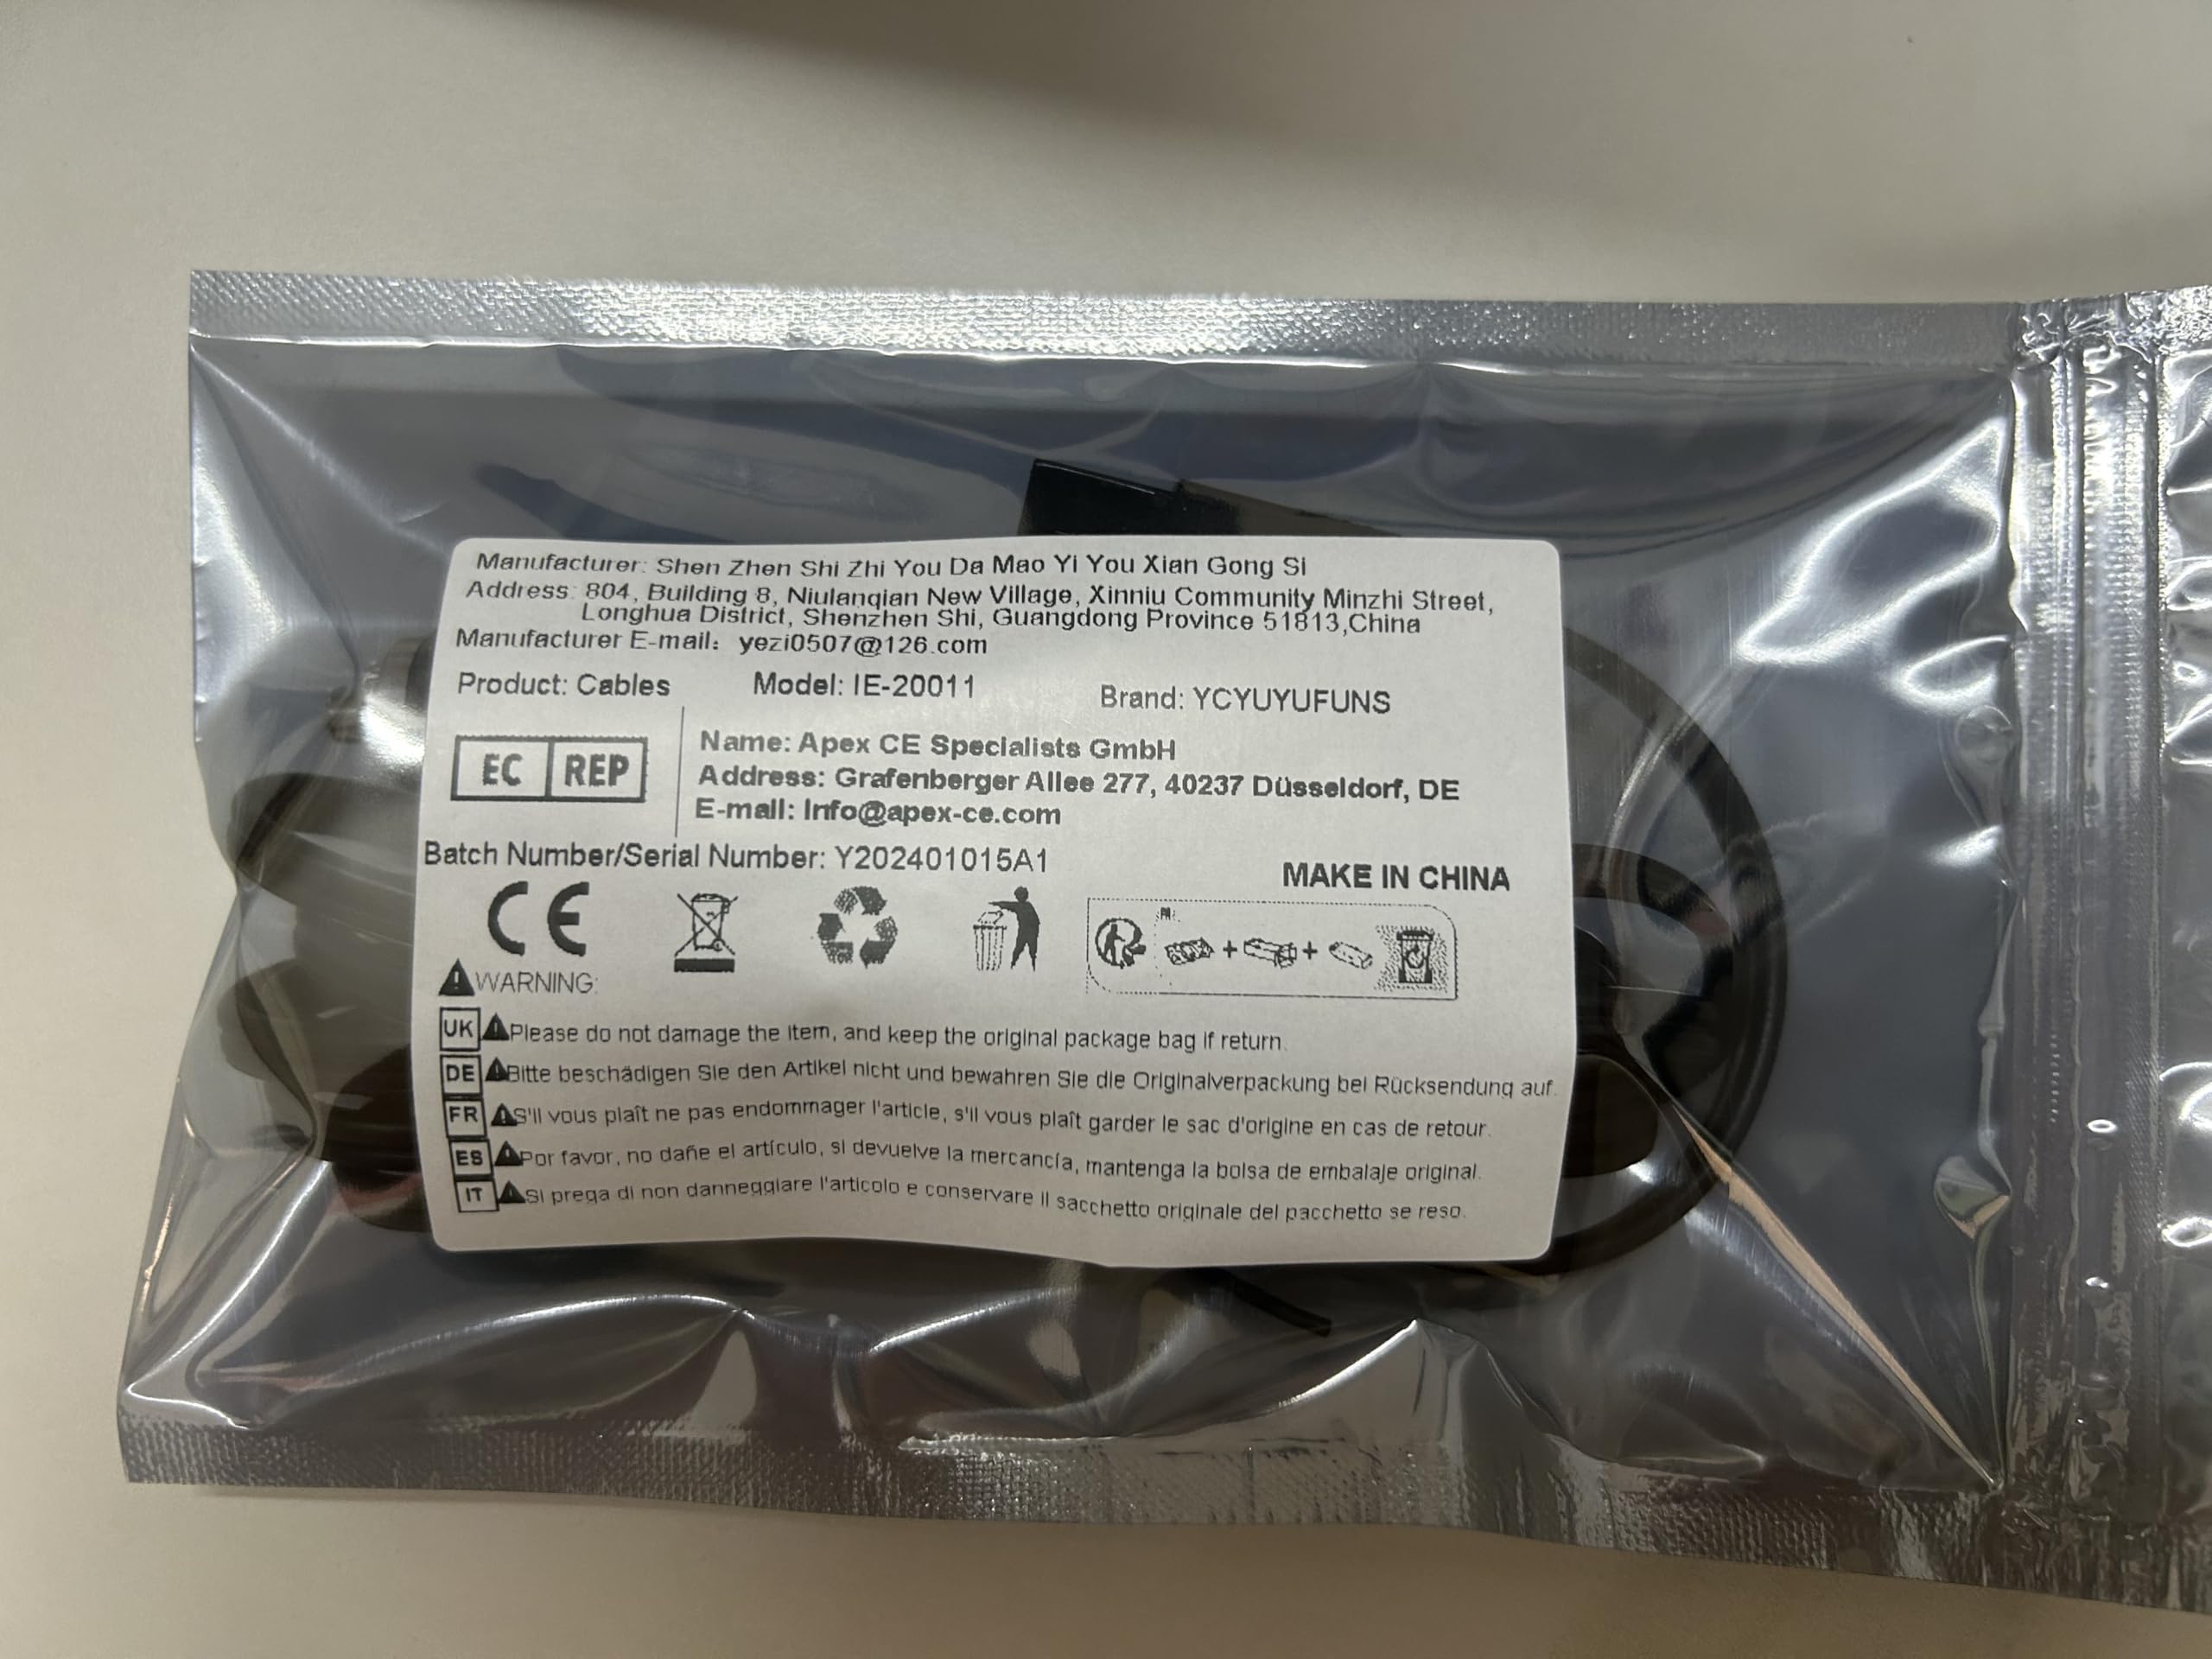 Manufacturer: Shen Zhen Shi Zhi You Da Mao Yi You Xian Gong Si
Address: 804, Building 8, Niulanqian New Village, Xinniu Community Minzhi Street,
Longhua District, Shenzhen Shi, Guangdong Province 51813,China
Manufacturer E-mail: yezi0507@126.com
Product: Cables Model: IE-20011 Brand: YCYUYUFUNS
EC REP
Name: Apex CE Specialists GmbH
Address: Grafenberger Allee 277, 40237 Düsseldorf, DE
E-mail: Info@apex-ce.com
Batch Number/Serial Number: Y202401015A1
MAKE IN CHINA
CE
FR
+ +
WARNING:
UK Please do not damage the item, and keep the original package bag if return.
DE Bitte beschädigen Sie den Artikel nicht und bewahren Sie die Originalverpackung bei Rücksendung auf.
FR S'il vous plaît ne pas endommager l'article, s'il vous plaît garder le sac d'origine en cas de retour.
ES Por favor, no dañe el artículo, si devuelve la mercancía, mantenga la bolsa de embalaje original.
IT Si prega di non danneggiare l'articolo e conservare il sacchetto originale del pacchetto se reso.